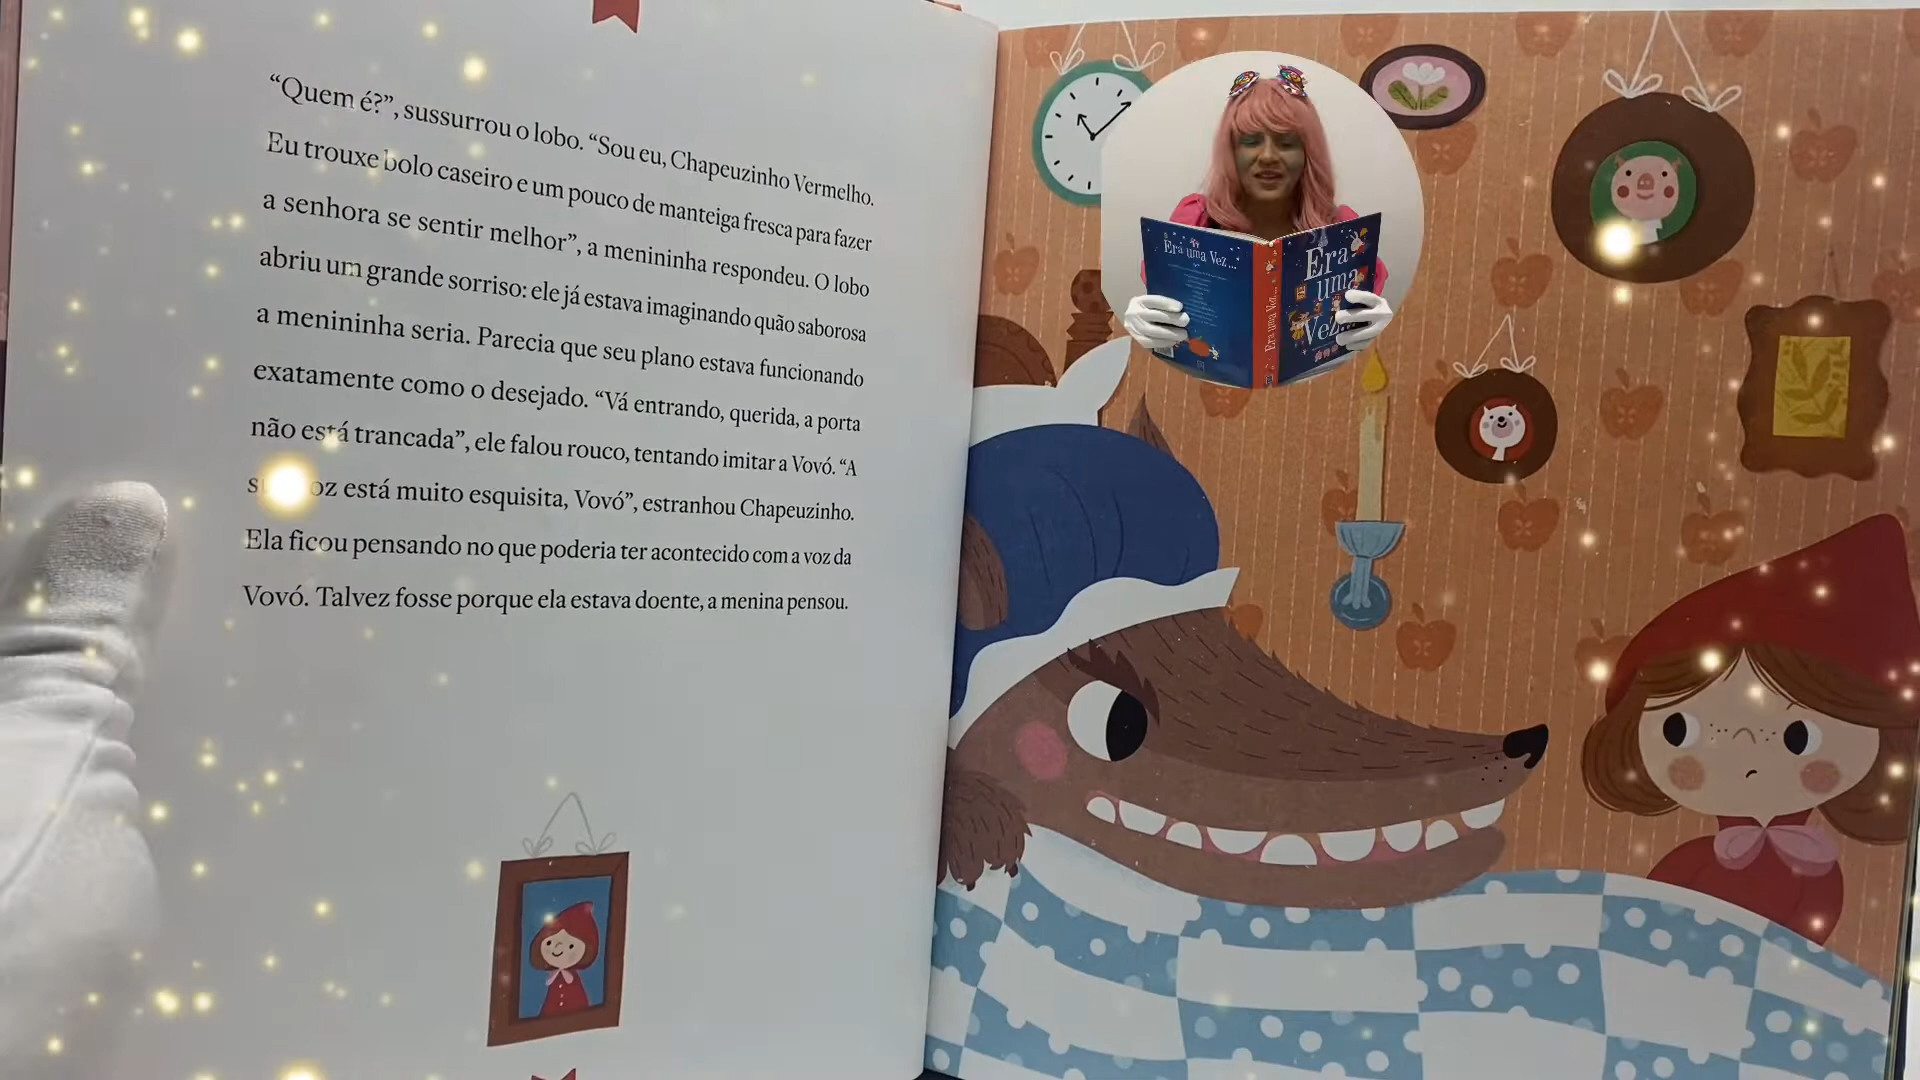 “Quem é?”, sussurrou o lobo. “Sou eu, Chapeuzinho Vermelho.
Eu trouxe bolo caseiro e um pouco de manteiga fresca para fazer
a senhora se sentir melhor”, a menininha respondeu. O lobo
abriu um grande sorriso: ele já estava imaginando quão saborosa
a menininha seria. Parecia que seu plano estava funcionando
exatamente como o desejado. “Vá entrando, querida, a porta
não está trancada”, ele falou rouco, tentando imitar a Vovó. “A
está muito esquisita, Vovó”, estranhou Chapeuzinho.
Ela ficou pensando no que poderia ter acontecido com a voz da
Vovó. Talvez fosse porque ela estava doente, a menina pensou.
Era uma Vez...
Era uma Vez...
Era
uma
Vez...